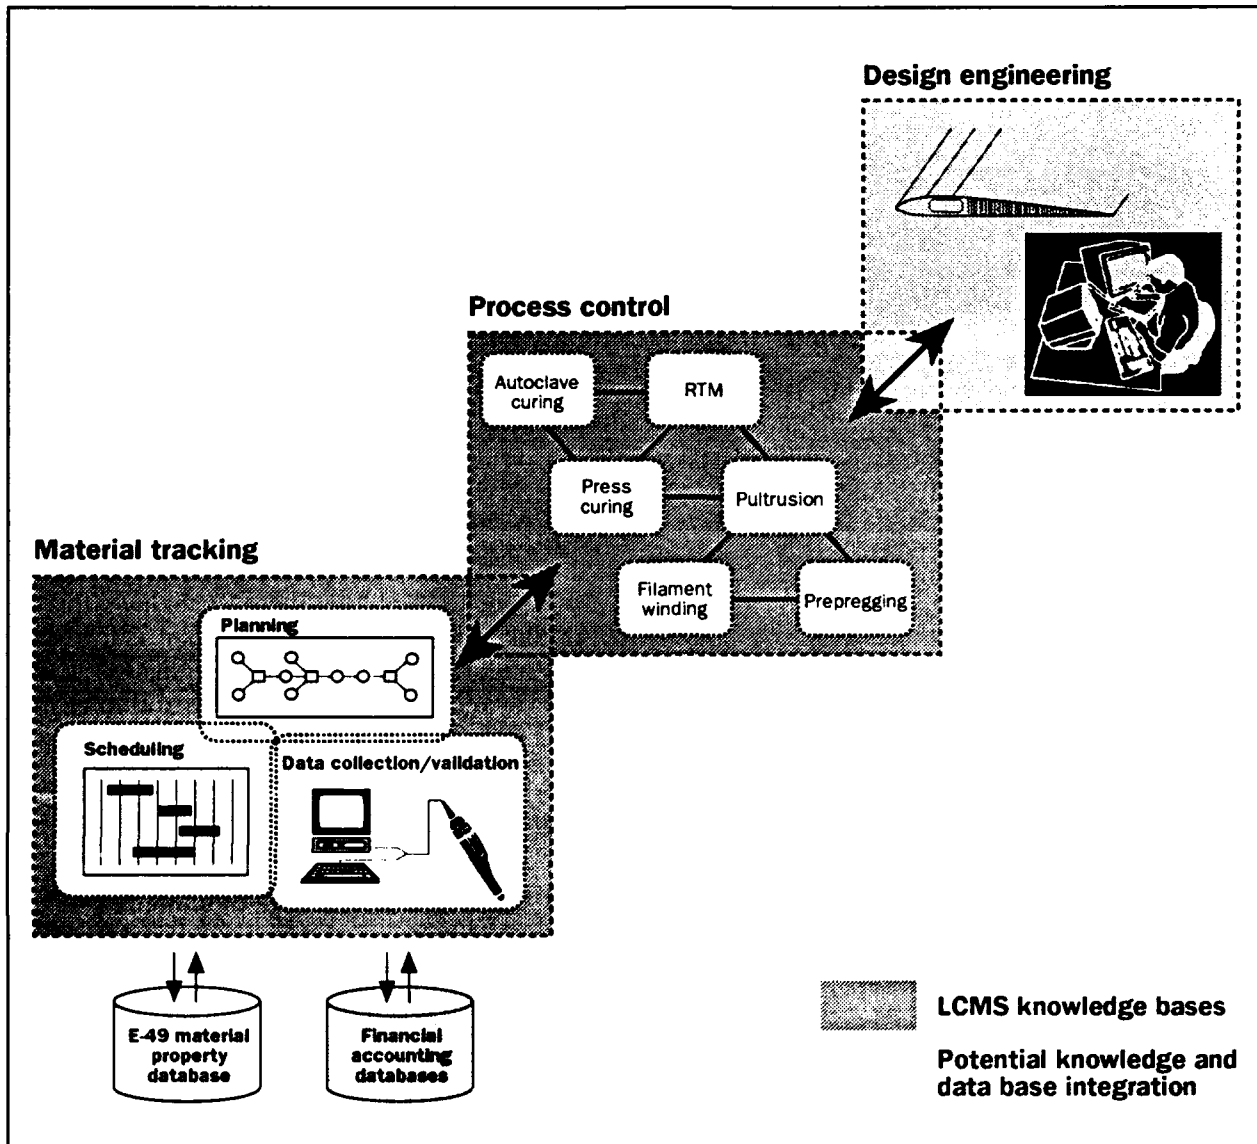 Design engineering
Process control
Autoclave
curing
RTM
Press
curing
Pultrusion
Filament
winding
Prepregging
Material tracking
Planning
Scheduling
Data collection/validation
E-49 material
property
database
Financial
accounting
databases
LCMS knowledge bases
Potential knowledge and
data base integration